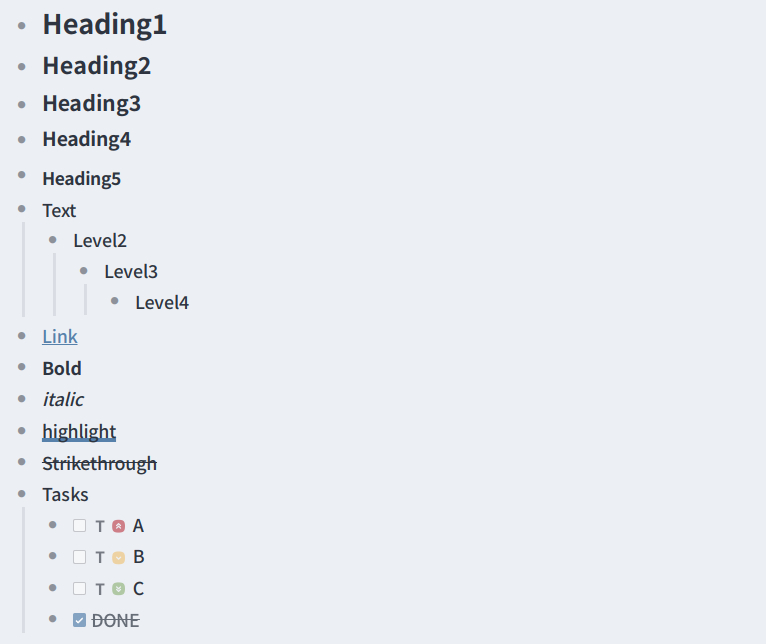 Heading1
Heading2
Heading3
Heading4
Heading5
Text
Level2
Level3
Level4
Link
Bold
italic
highlight
Strikethrough
Tasks
T A
T B
T C
DONE